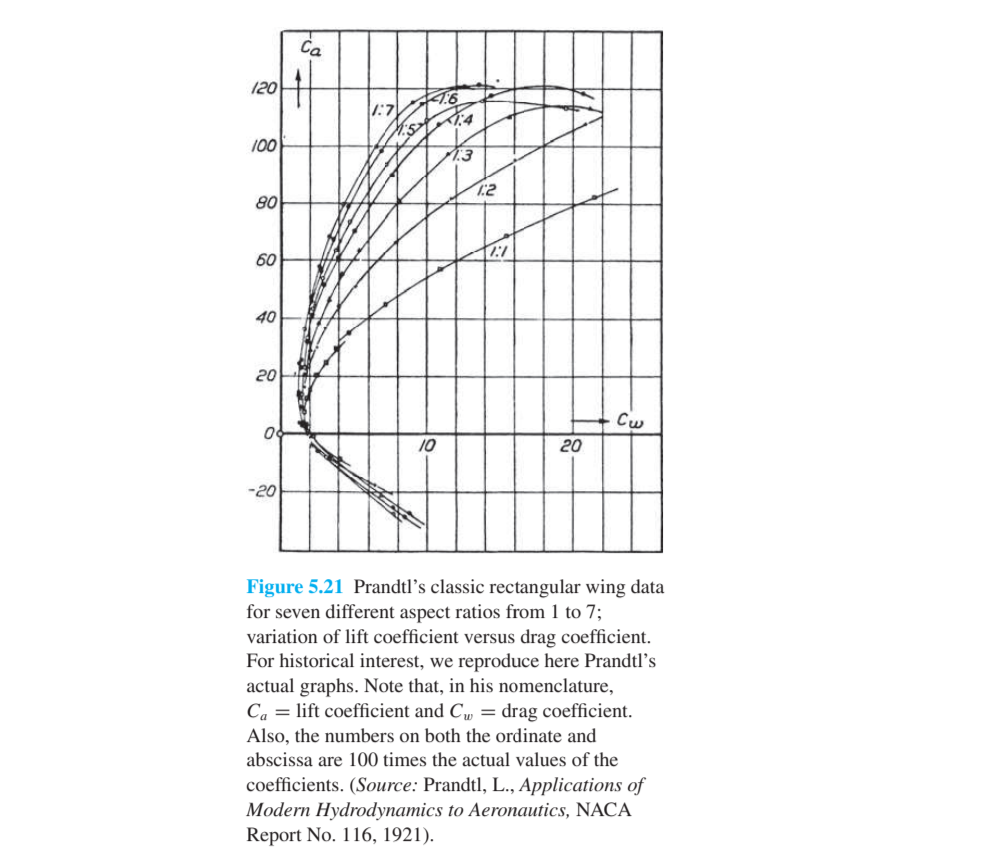 Ca
120
1:7
1:6
1:5
1:4
100
1:3
80
1:2
60
1:1
40
20
Cw
0
10
20
-20
Figure 5.21 Prandtl’s classic rectangular wing data
for seven different aspect ratios from 1 to 7;
variation of lift coefficient versus drag coefficient.
For historical interest, we reproduce here Prandtl’s
actual graphs. Note that, in his nomenclature,
Ca = lift coefficient and Cw = drag coefficient.
Also, the numbers on both the ordinate and
abscissa are 100 times the actual values of the
coefficients. (Source: Prandtl, L., Applications of
Modern Hydrodynamics to Aeronautics, NACA
Report No. 116, 1921).